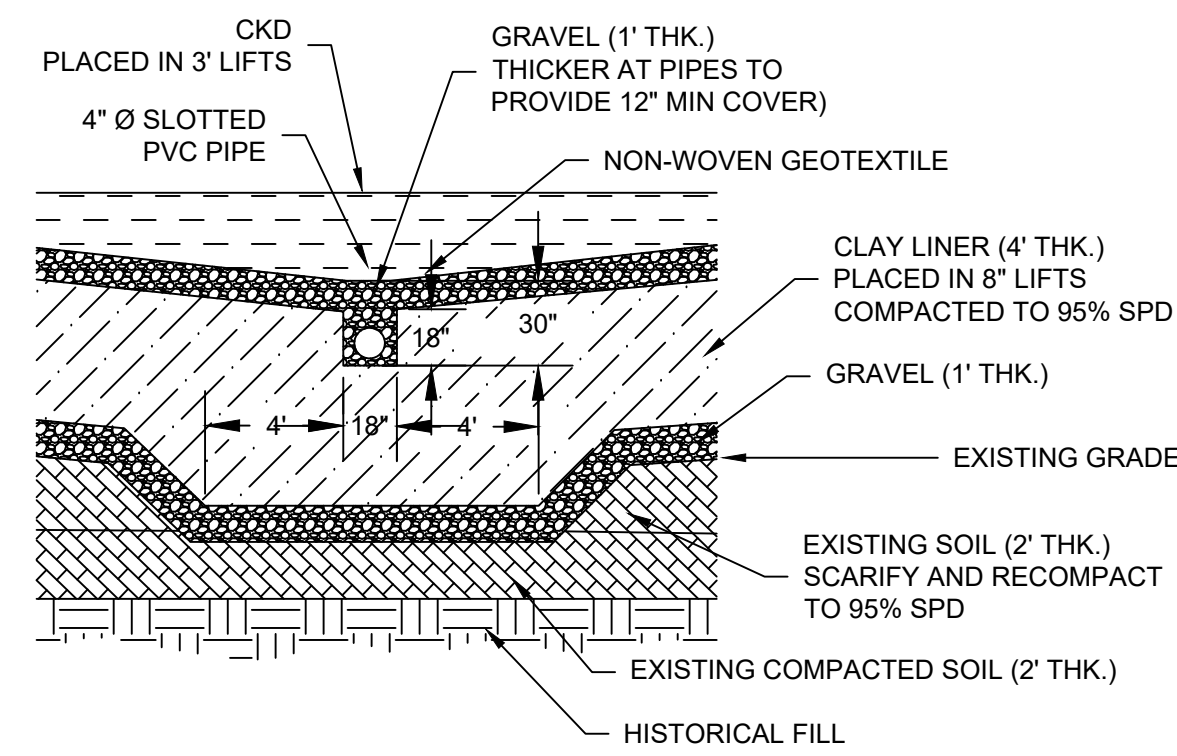 CKD
PLACED IN 3' LIFTS
GRAVEL (1' THK.)
THICKER AT PIPES TO
PROVIDE 12" MIN COVER)
4" Ø SLOTTED
PVC PIPE
NON-WOVEN GEOTEXTILE
CLAY LINER (4' THK.)
PLACED IN 8" LIFTS
COMPACTED TO 95% SPD
18"
30"
GRAVEL (1' THK.)
4'
18"
4'
EXISTING GRADE
EXISTING SOIL (2' THK.)
SCARIFY AND RECOMPACT
TO 95% SPD
EXISTING COMPACTED SOIL (2' THK.)
HISTORICAL FILL